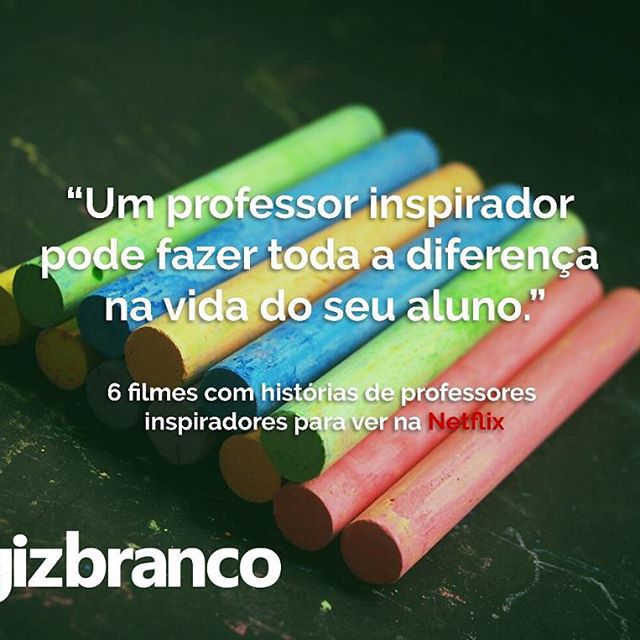 “Um professor inspirador
pode fazer toda a diferença
na vida do seu aluno.”
6 filmes com histórias de professores
inspiradores para ver na Netflix
gizbranco